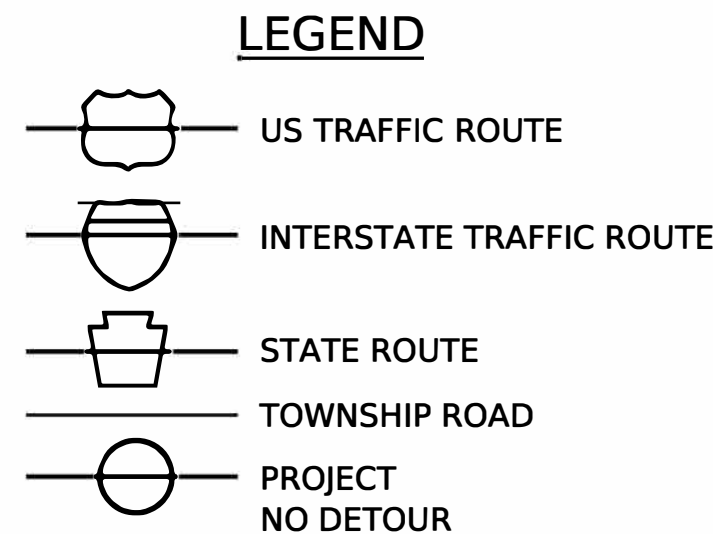 LEGEND
US TRAFFIC ROUTE
INTERSTATE TRAFFIC ROUTE
STATE ROUTE
TOWNSHIP ROAD
PROJECT
NO DETOUR